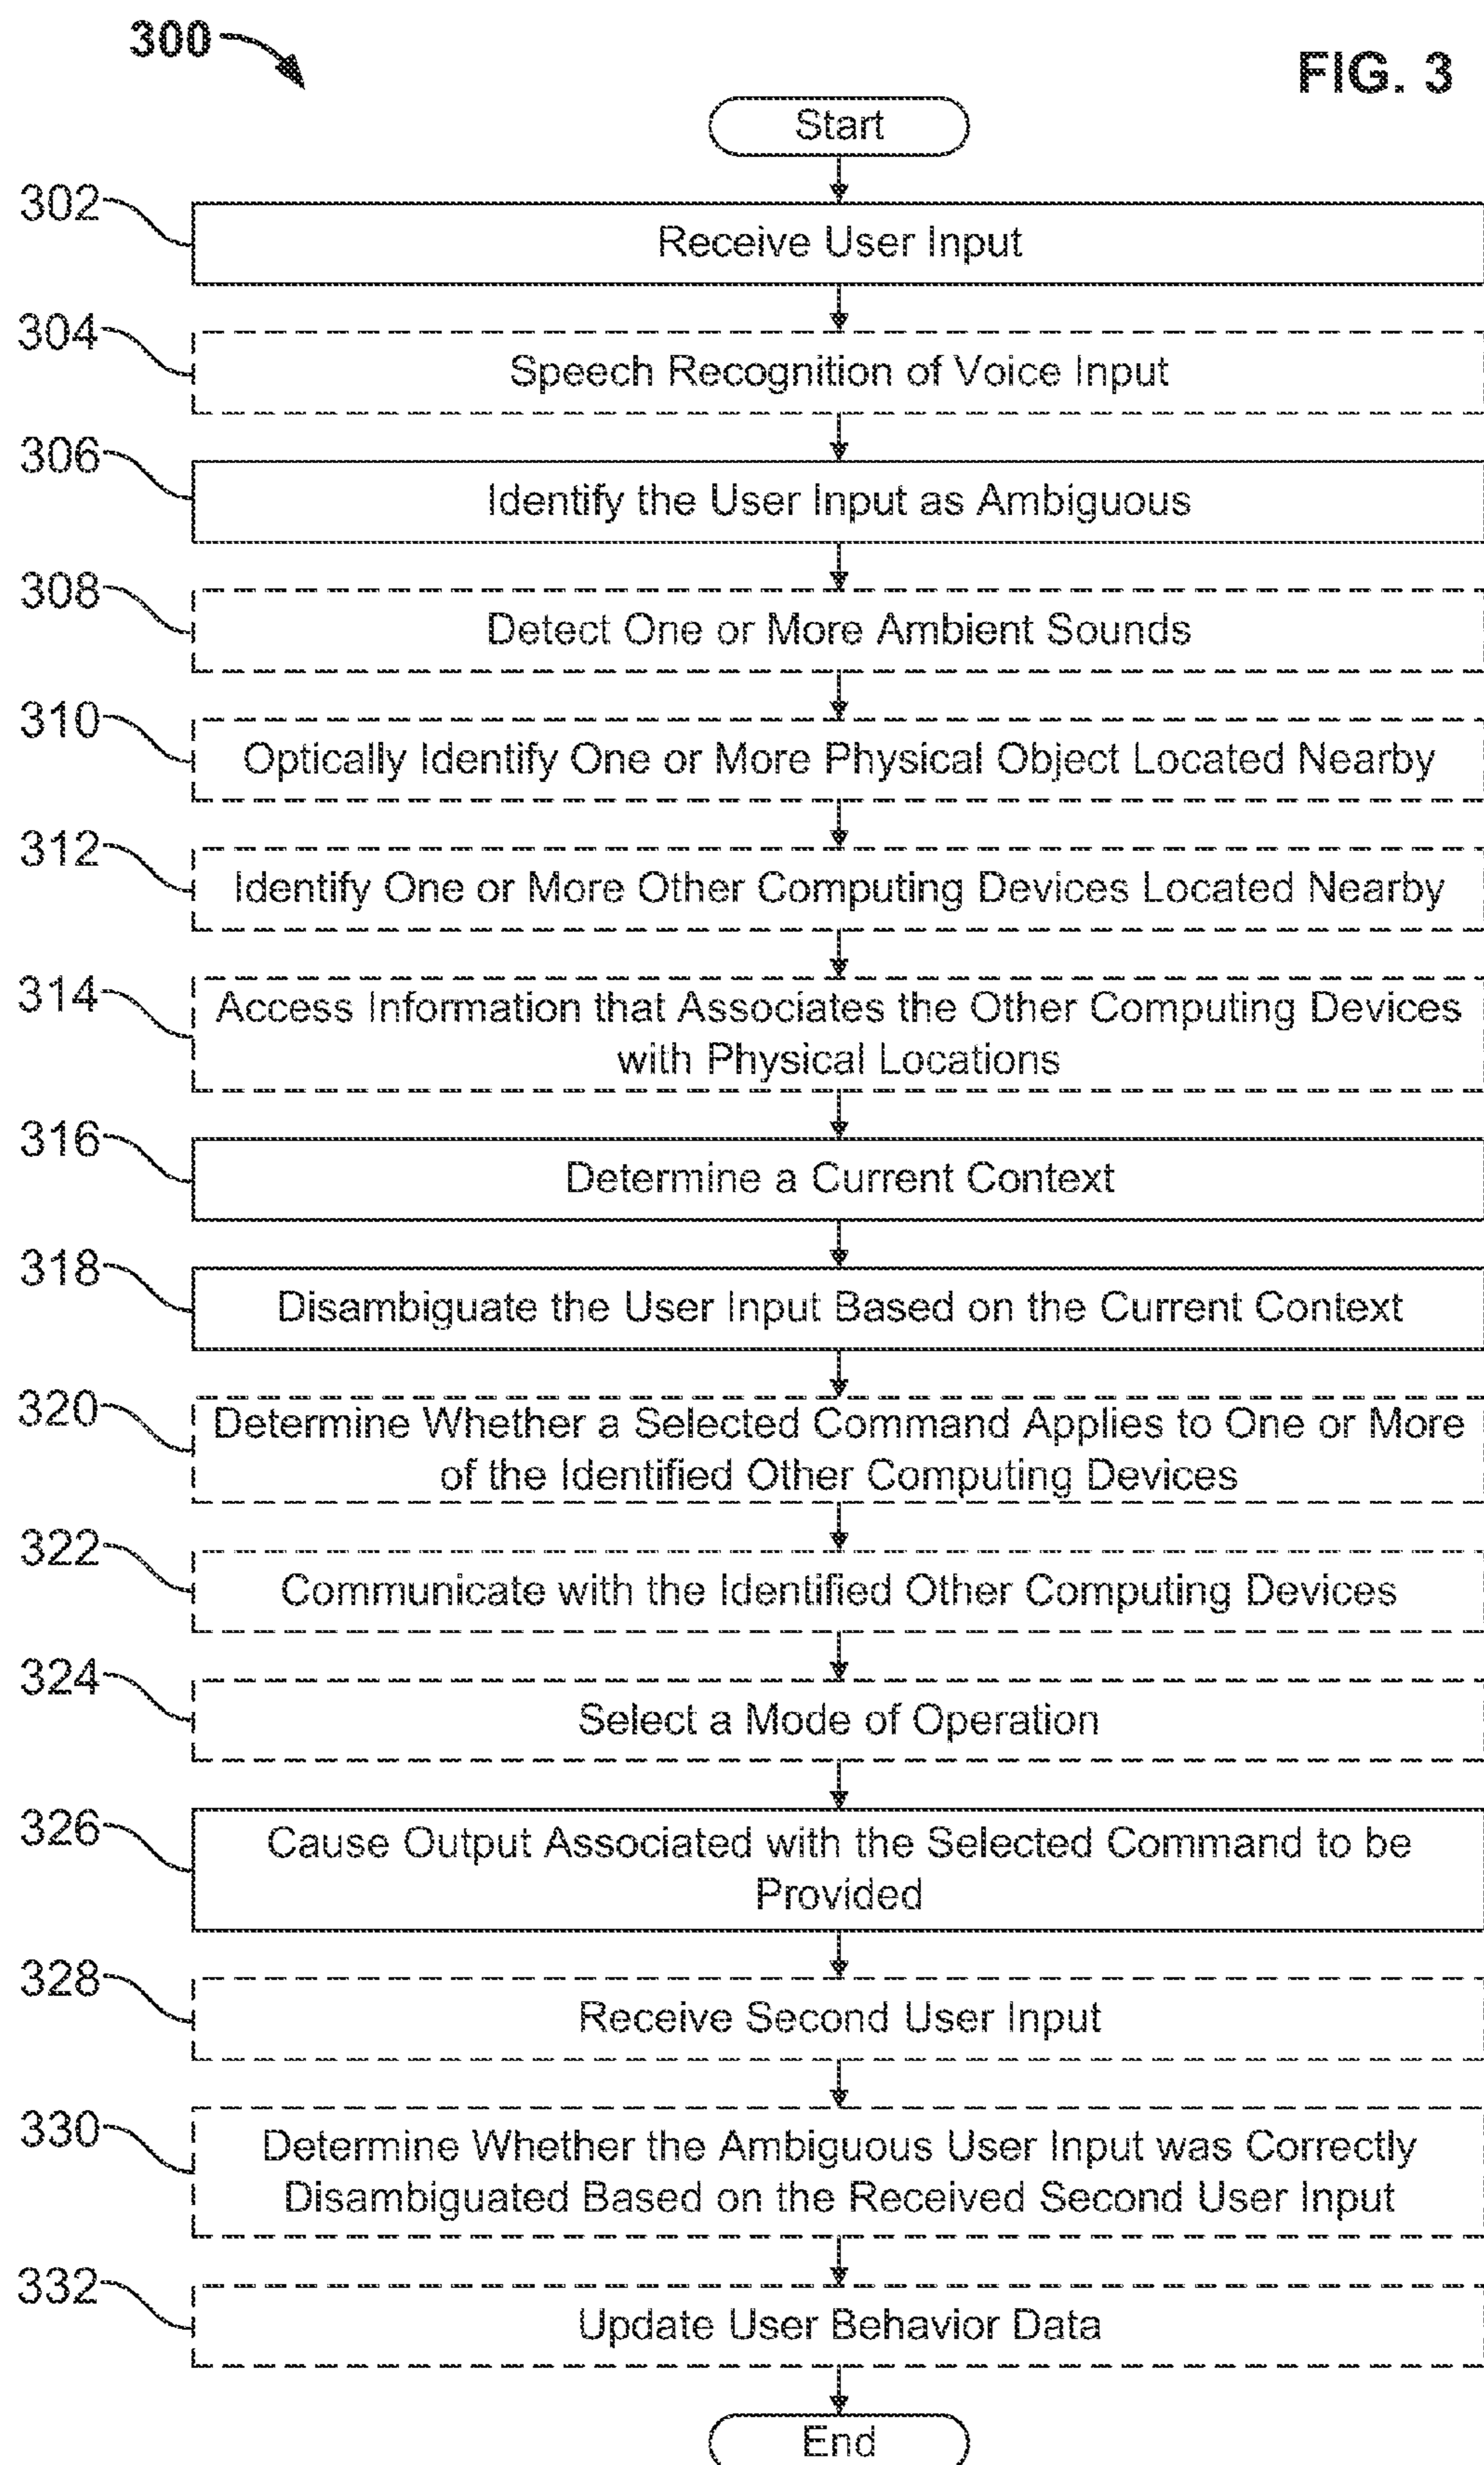 300
FIG. 3
Start
302
Receive User Input
304
Speech Recognition of Voice Input
306
Identify the User Input as Ambiguous
308
Detect One or More Ambient Sounds
310
Optically Identify One or More Physical Object Located Nearby
312
Identify One or More Other Computing Devices Located Nearby
314
Access Information that Associates the Other Computing Devices
with Physical Locations
316
Determine a Current Context
318
Disambiguate the User Input Based on the Current Context
320
Determine Whether a Selected Command Applies to One or More
of the Identified Other Computing Devices
322
Communicate with the Identified Other Computing Devices
324
Select a Mode of Operation
326
Cause Output Associated with the Selected Command to be
Provided
328
Receive Second User Input
330
Determine Whether the Ambiguous User Input was Correctly
Disambiguated Based on the Received Second User Input
332
Update User Behavior Data
End